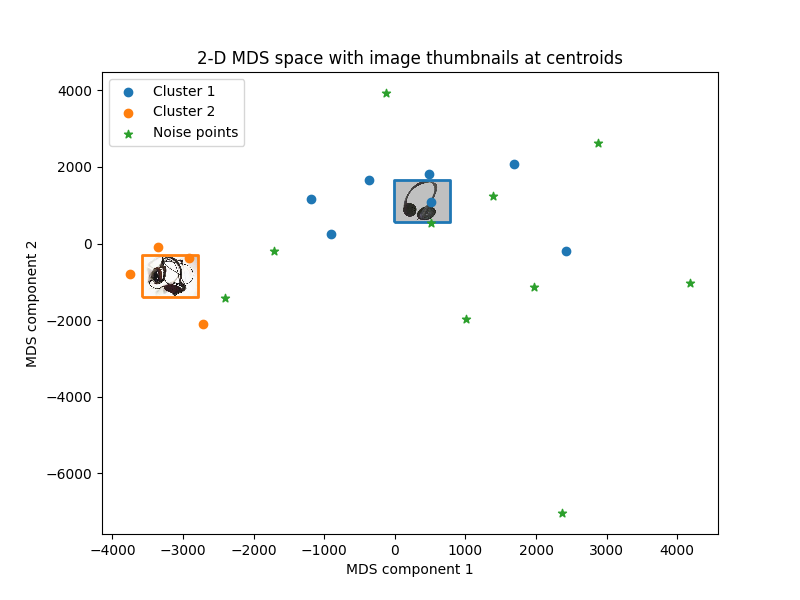 2-D MDS space with image thumbnails at centroids
Cluster 1
Cluster 2
Noise points
4000
2000
0
−2000
−4000
−6000
MDS component 2
−4000 −3000 −2000 −1000 0 1000 2000 3000 4000
MDS component 1